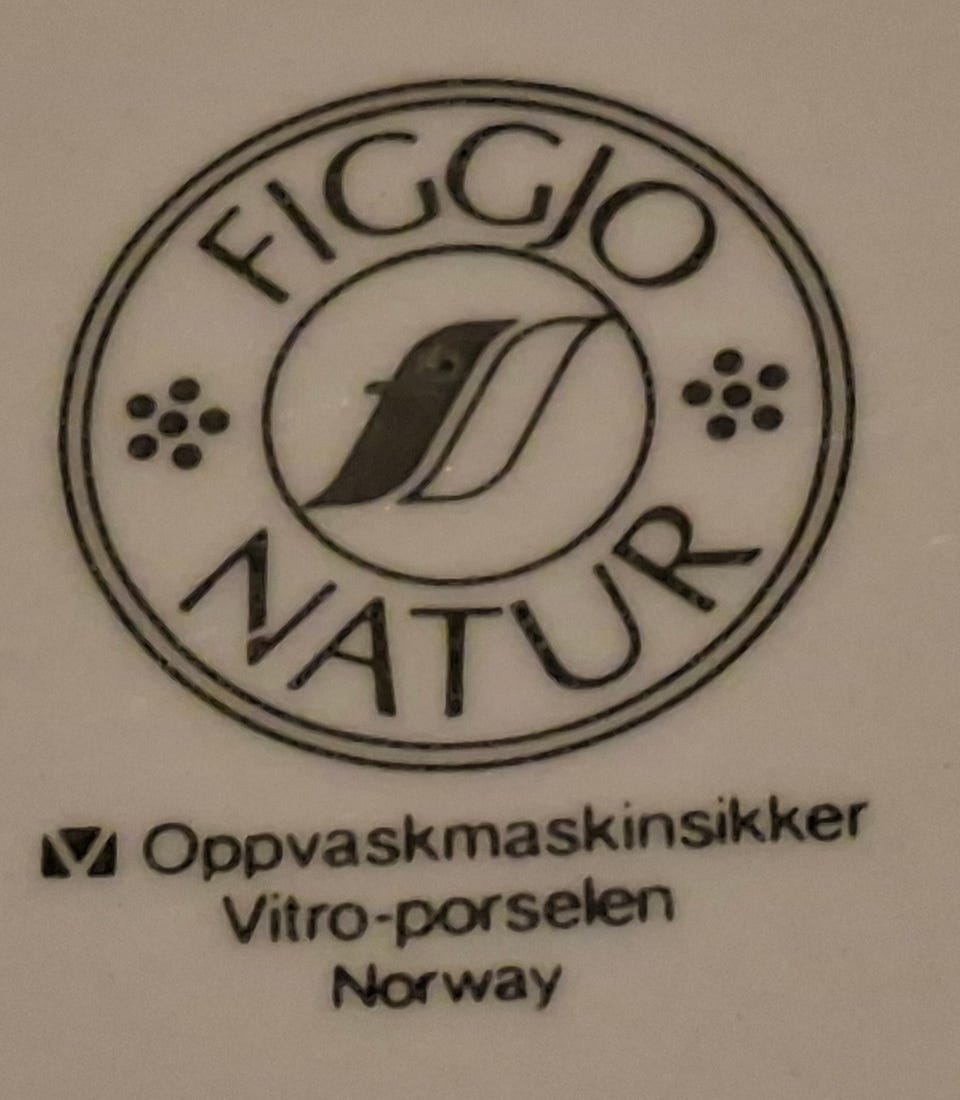 FIGGJO
NATUR
Oppvaskmaskinsikker
Vitro-porselen
Norway